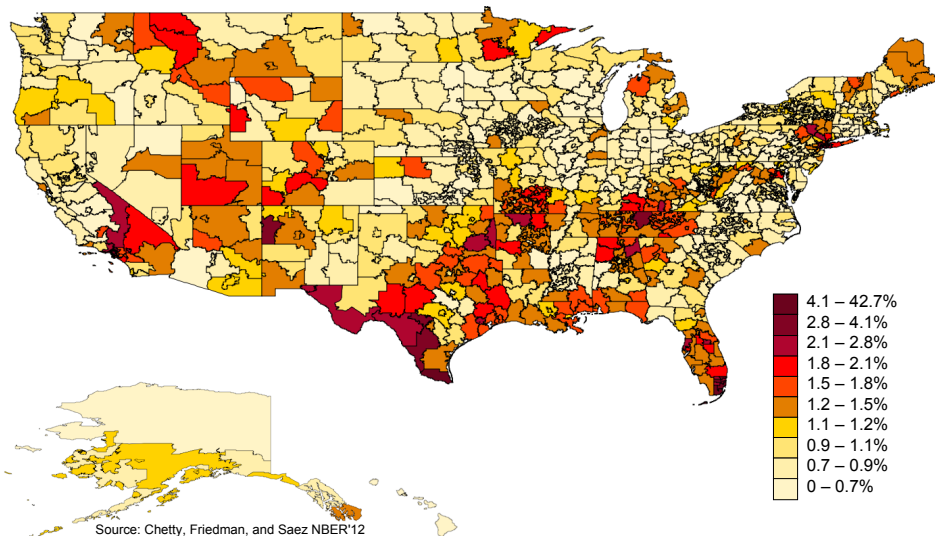 4.1 – 42.7%
2.8 – 4.1%
2.1 – 2.8%
1.8 – 2.1%
1.5 – 1.8%
1.2 – 1.5%
1.1 – 1.2%
0.9 – 1.1%
0.7 – 0.9%
0 – 0.7%
Source: Chetty, Friedman, and Saez NBER'12